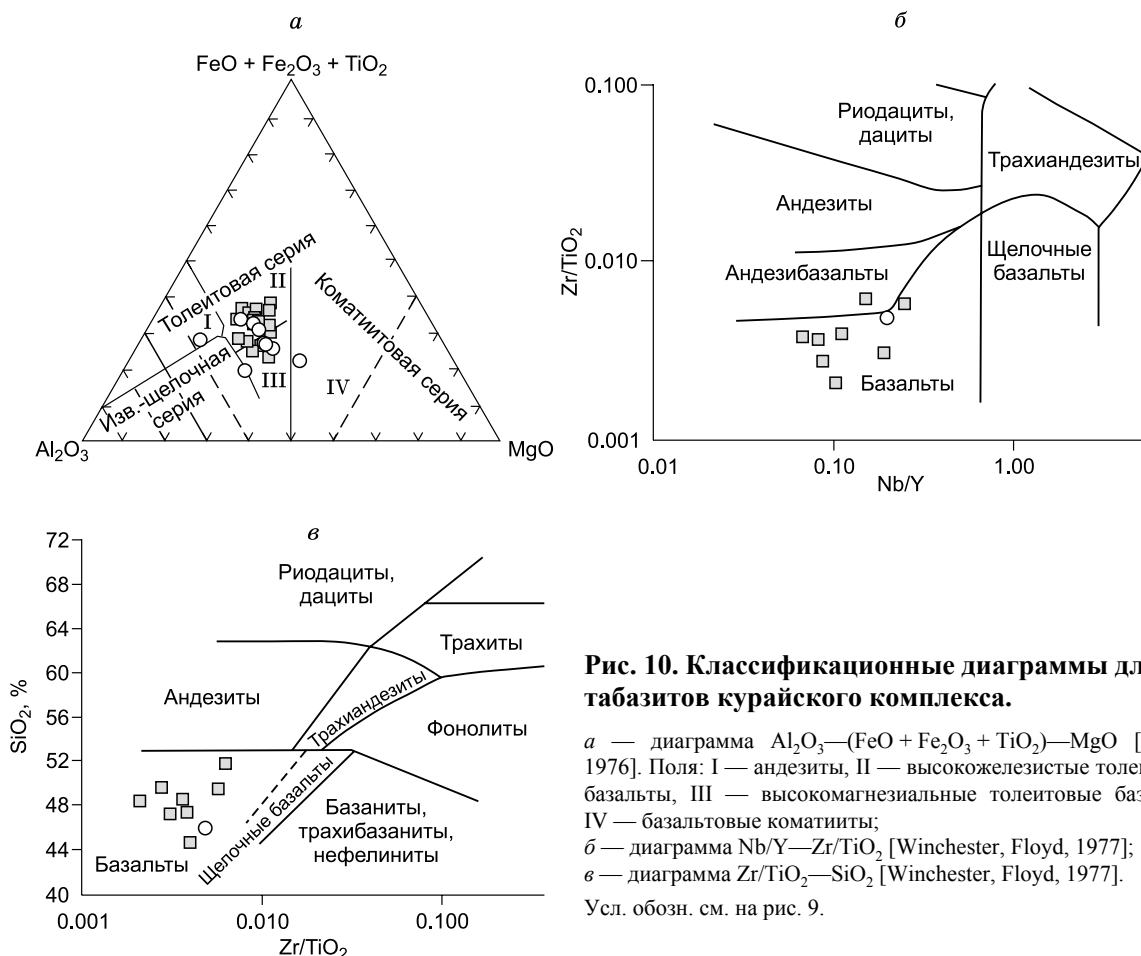 а
FeO + Fe₂O₃ + TiO₂
Толеитовая серия
I
II
III
IV
Коматиитовая серия
Изв.-щелочная
серия
Al₂O₃
MgO
б
0.100
0.010
0.001
Zr/TiO₂
Риодациты,
дациты
Трахиандезиты
Андезиты
Андезибазальты
Щелочные
базальты
Базальты
0.01
0.10
1.00
Nb/Y
в
72
68
64
60
56
52
48
44
40
SiO₂, %
Риодациты,
дациты
Трахиты
Андезиты
Трахиандезиты
Фонолиты
Щелочные базальты
Базаниты,
трахибазаниты,
нефелиниты
Базальты
0.001
0.010
0.100
Zr/TiO₂
Рис. 10. Классификационные диаграммы дл
табазитов курайского комплекса.
а — диаграмма Al₂O₃—(FeO + Fe₂O₃ + TiO₂)—MgO [
1976]. Поля: I — андезиты, II — высокожелезистые толе
базальты, III — высокомагнезиальные толеитовые баз
IV — базальтовые коматииты;
б — диаграмма Nb/Y—Zr/TiO₂ [Winchester, Floyd, 1977];
в — диаграмма Zr/TiO₂—SiO₂ [Winchester, Floyd, 1977].
Усл. обозн. см. на рис. 9.